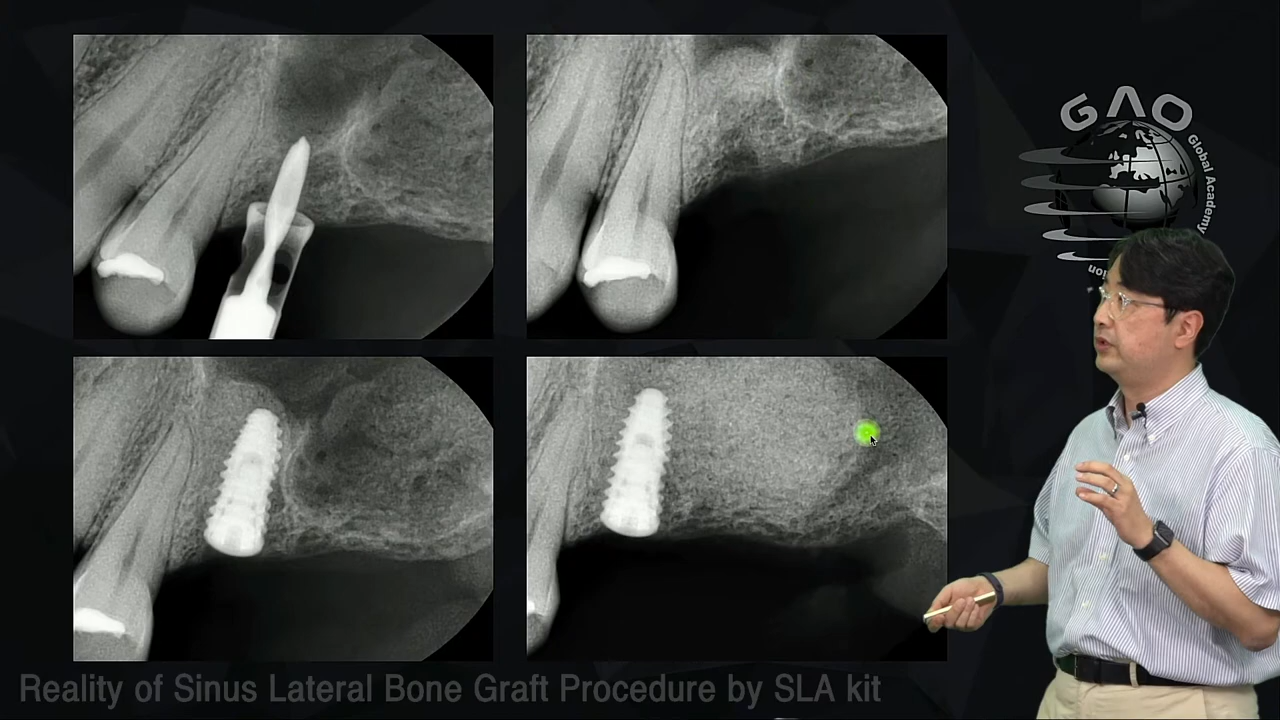 GAO
Global Academy
Reality of Sinus Lateral Bone Graft Procedure by SLA kit